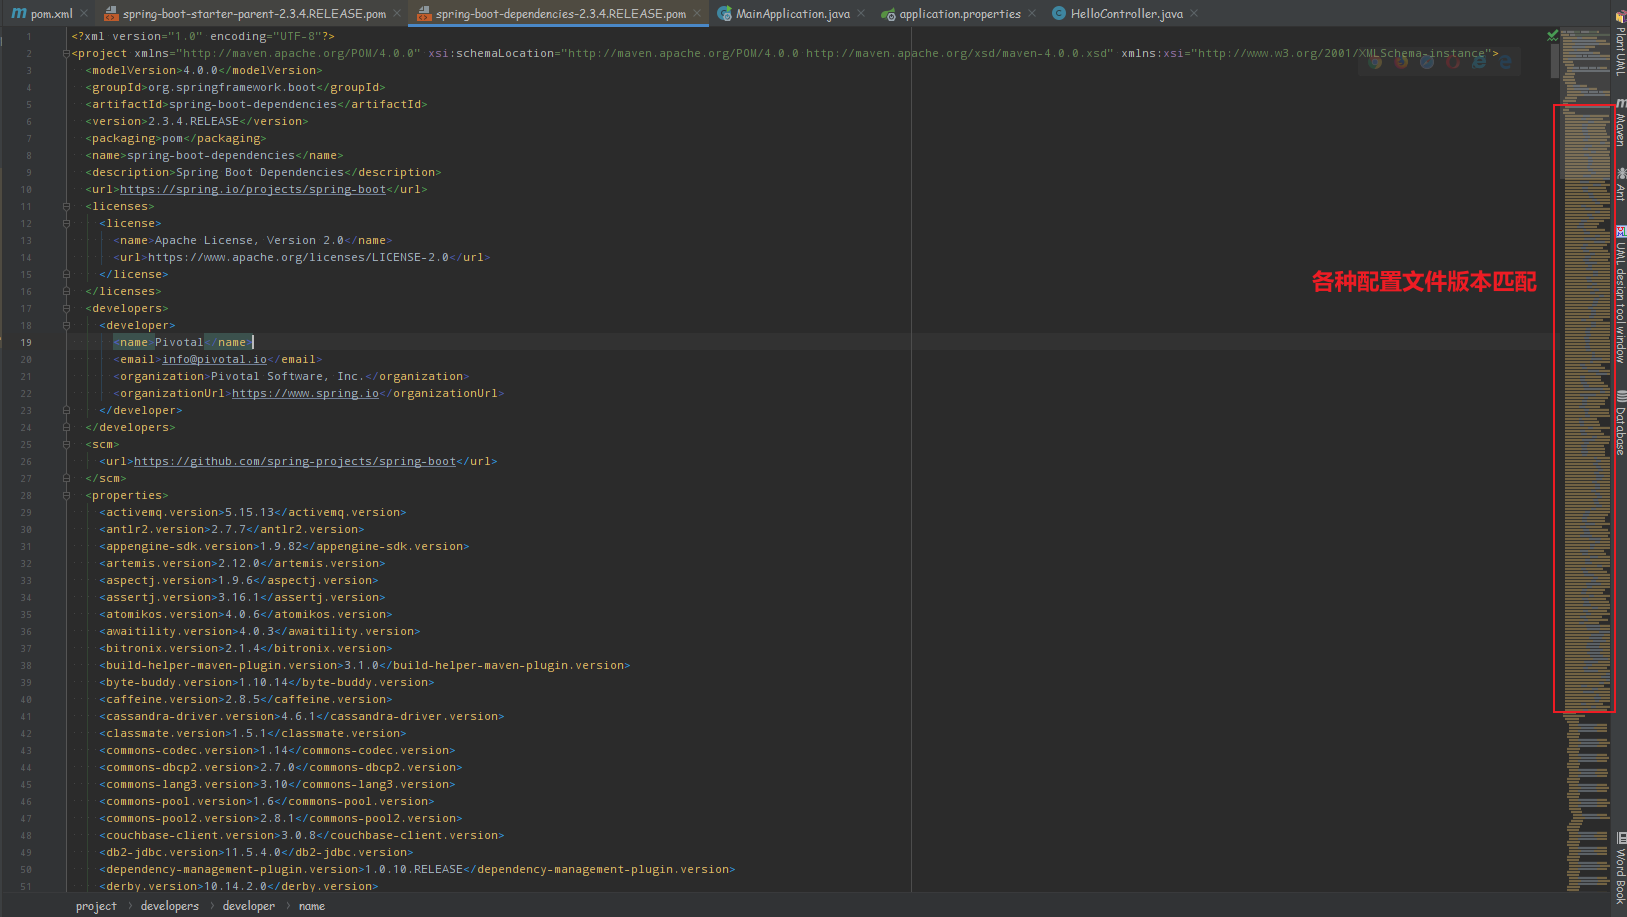 pom.xml spring-boot-starter-parent-2.3.4.RELEASE.pom spring-boot-dependencies-2.3.4.RELEASE.pom MainApplication.java application.properties HelloController.java
1 <?xml version="1.0" encoding="UTF-8"?>
2 <project xmlns="http://maven.apache.org/POM/4.0.0" xsi:schemaLocation="http://maven.apache.org/POM/4.0.0 http://maven.apache.org/xsd/maven-4.0.0.xsd" xmlns:xsi="http://www.w3.org/2001/XMLSchema-instance">
3 <modelVersion>4.0.0</modelVersion>
4 <groupId>org.springframework.boot</groupId>
5 <artifactId>spring-boot-dependencies</artifactId>
6 <version>2.3.4.RELEASE</version>
7 <packaging>pom</packaging>
8 <name>spring-boot-dependencies</name>
9 <description>Spring Boot Dependencies</description>
10 <url>https://spring.io/projects/spring-boot</url>
11 <licenses>
12 <license>
13 <name>Apache License, Version 2.0</name>
14 <url>https://www.apache.org/licenses/LICENSE-2.0</url>
15 </license>
16 </licenses>
17 <developers>
18 <developer>
19 <name>Pivotal</name>
20 <email>info@pivotal.io</email>
21 <organization>Pivotal Software, Inc.</organization>
22 <organizationUrl>https://www.spring.io</organizationUrl>
23 </developer>
24 </developers>
25 <scm>
26 <url>https://github.com/spring-projects/spring-boot</url>
27 </scm>
28 <properties>
29 <activemq.version>5.15.13</activemq.version>
30 <antlr2.version>2.7.7</antlr2.version>
31 <appengine-sdk.version>1.9.82</appengine-sdk.version>
32 <artemis.version>2.12.0</artemis.version>
33 <aspectj.version>1.9.6</aspectj.version>
34 <assertj.version>3.16.1</assertj.version>
35 <atomikos.version>4.0.6</atomikos.version>
36 <awaitility.version>4.0.3</awaitility.version>
37 <bitronix.version>2.1.4</bitronix.version>
38 <build-helper-maven-plugin.version>3.1.0</build-helper-maven-plugin.version>
39 <byte-buddy.version>1.10.14</byte-buddy.version>
40 <caffeine.version>2.8.5</caffeine.version>
41 <cassandra-driver.version>4.6.1</cassandra-driver.version>
42 <classmate.version>1.5.1</classmate.version>
43 <commons-codec.version>1.14</commons-codec.version>
44 <commons-dbcp2.version>2.7.0</commons-dbcp2.version>
45 <commons-lang3.version>3.10</commons-lang3.version>
46 <commons-pool.version>1.6</commons-pool.version>
47 <commons-pool2.version>2.8.1</commons-pool2.version>
48 <couchbase-client.version>3.0.8</couchbase-client.version>
49 <db2-jdbc.version>11.5.4.0</db2-jdbc.version>
50 <dependency-management-plugin.version>1.0.10.RELEASE</dependency-management-plugin.version>
51 <derby.version>10.14.2.0</derby.version>
各种配置文件版本匹配
Plant UML
Maven
Ant
UML design tool window
Database
Word Book
project › developers › developer › name